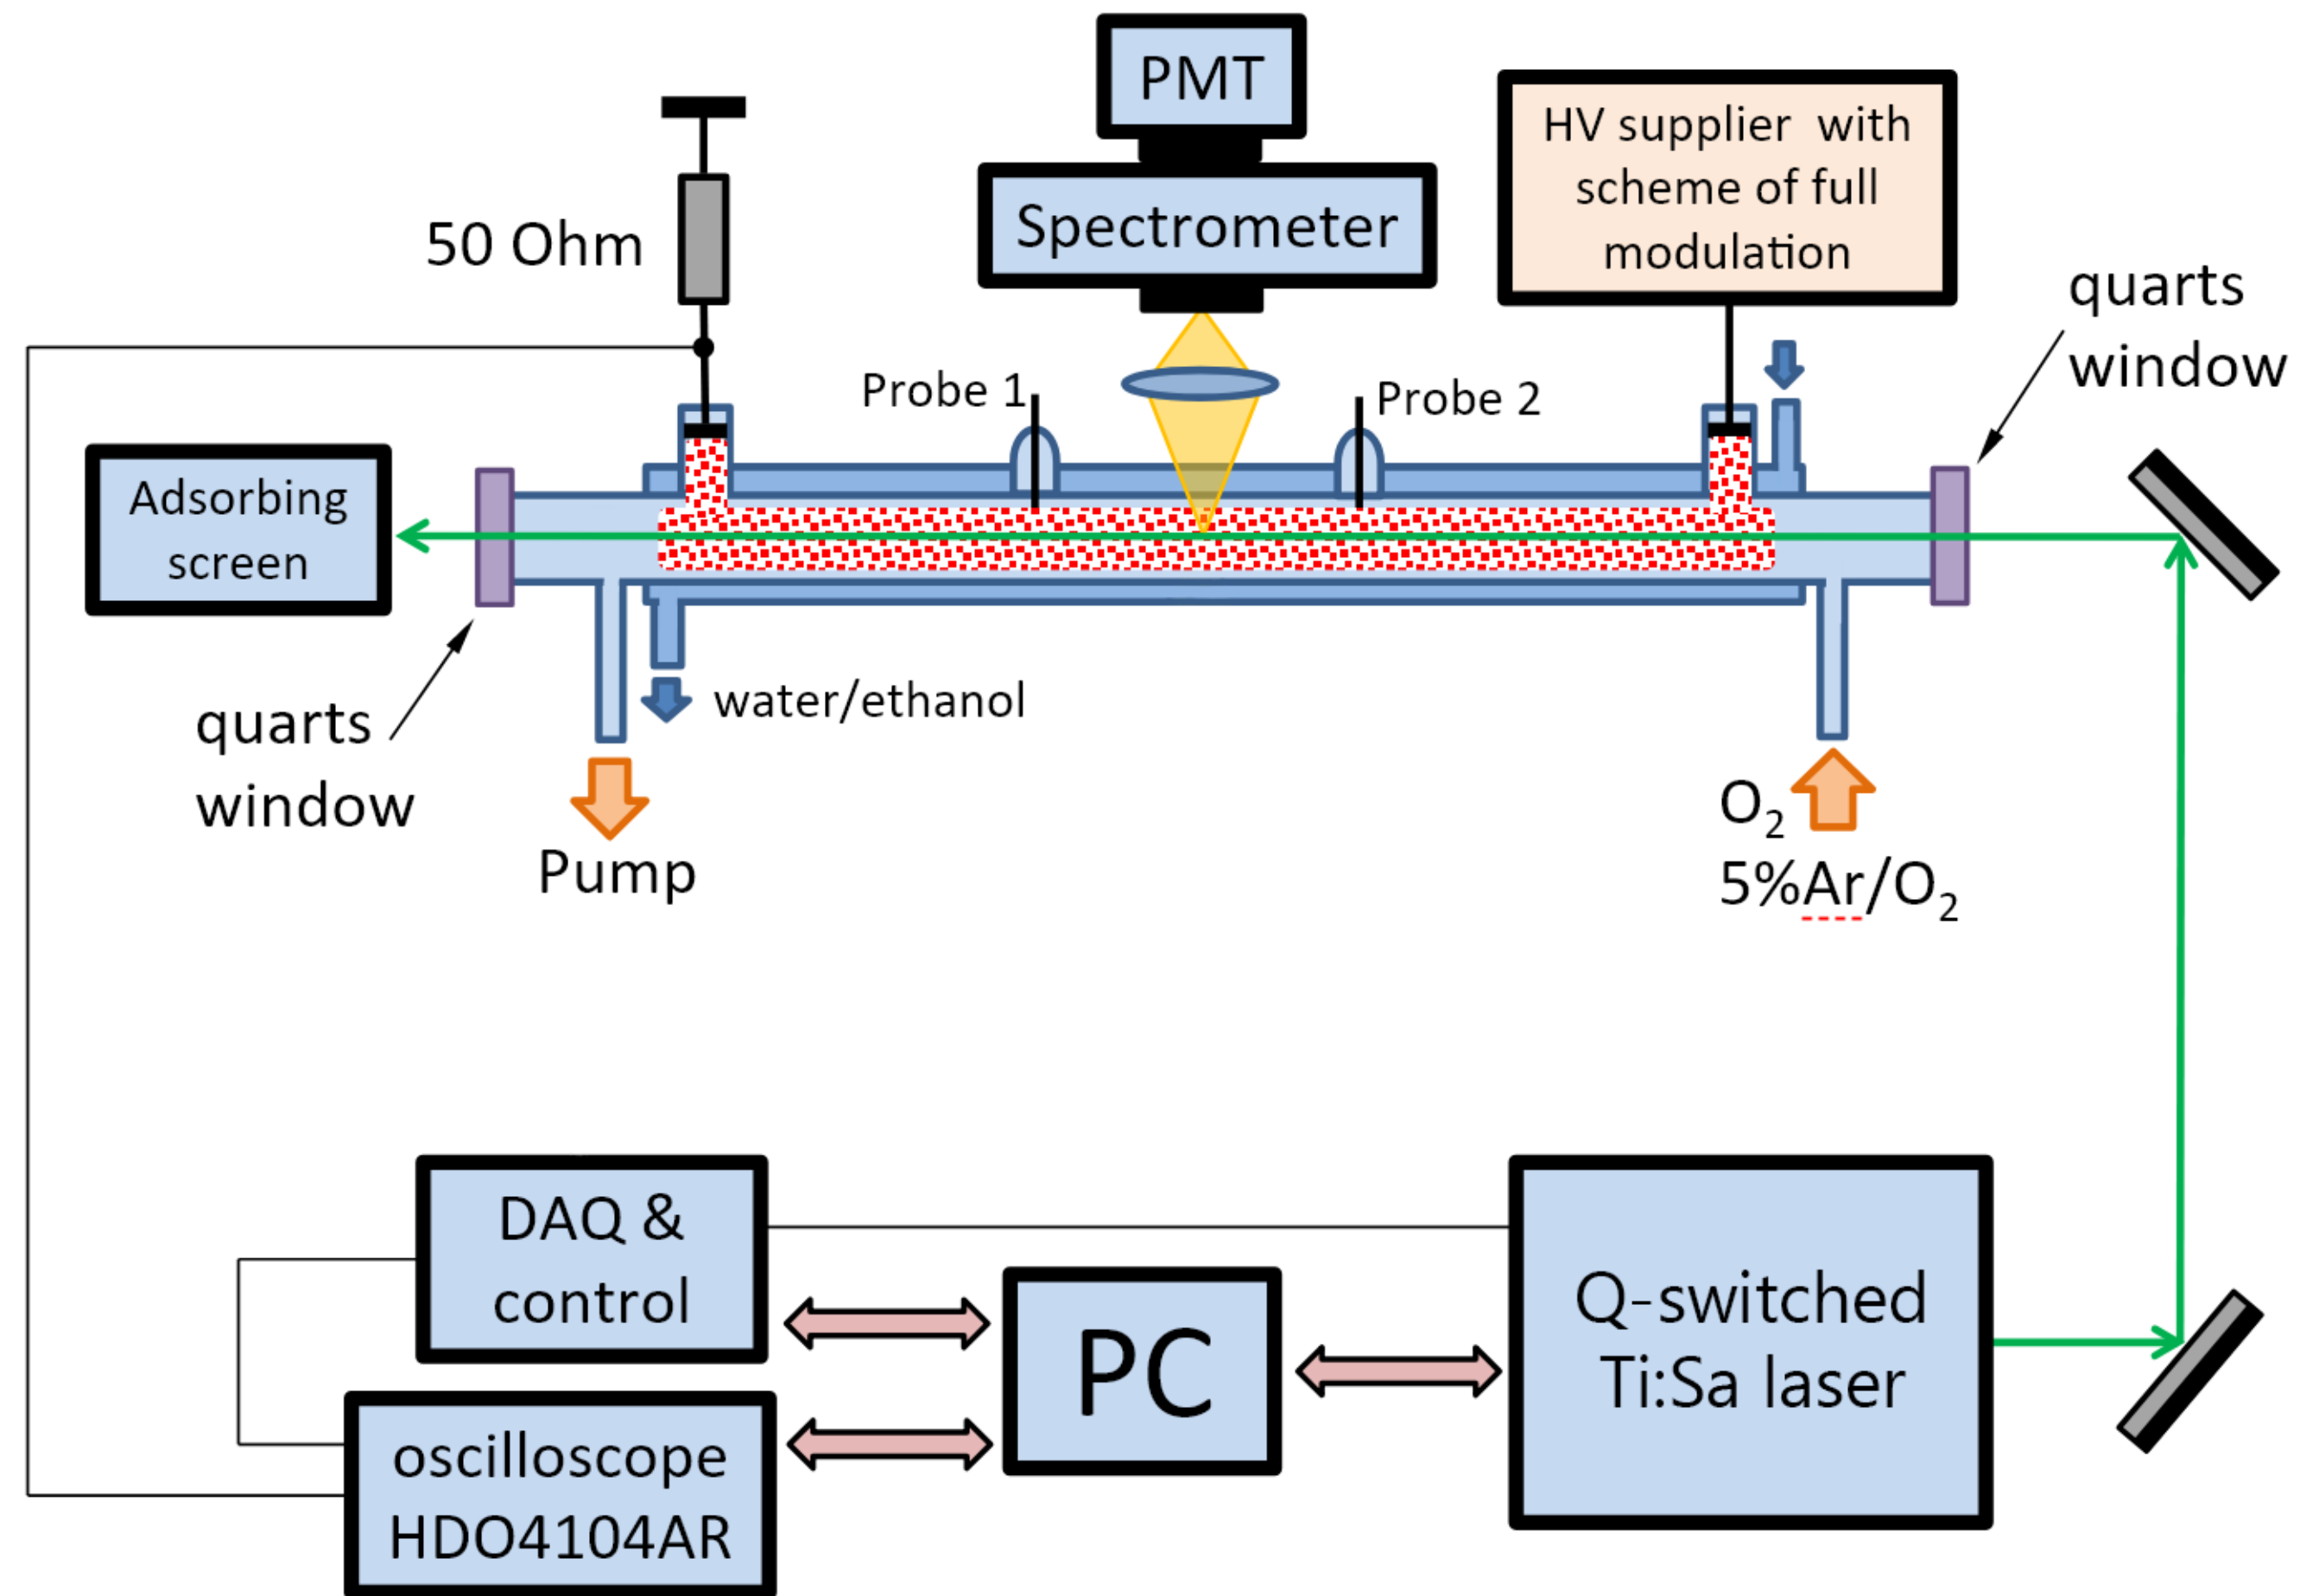 PMT
HV supplier with
scheme of full
modulation
50 Ohm
Spectrometer
quarts
window
Probe 1
Probe 2
Adsorbing
screen
quarts
window
water/ethanol
Pump
O₂
5%Ar/O₂
DAQ &
control
PC
Q-switched
Ti:Sa laser
oscilloscope
HDO4104AR